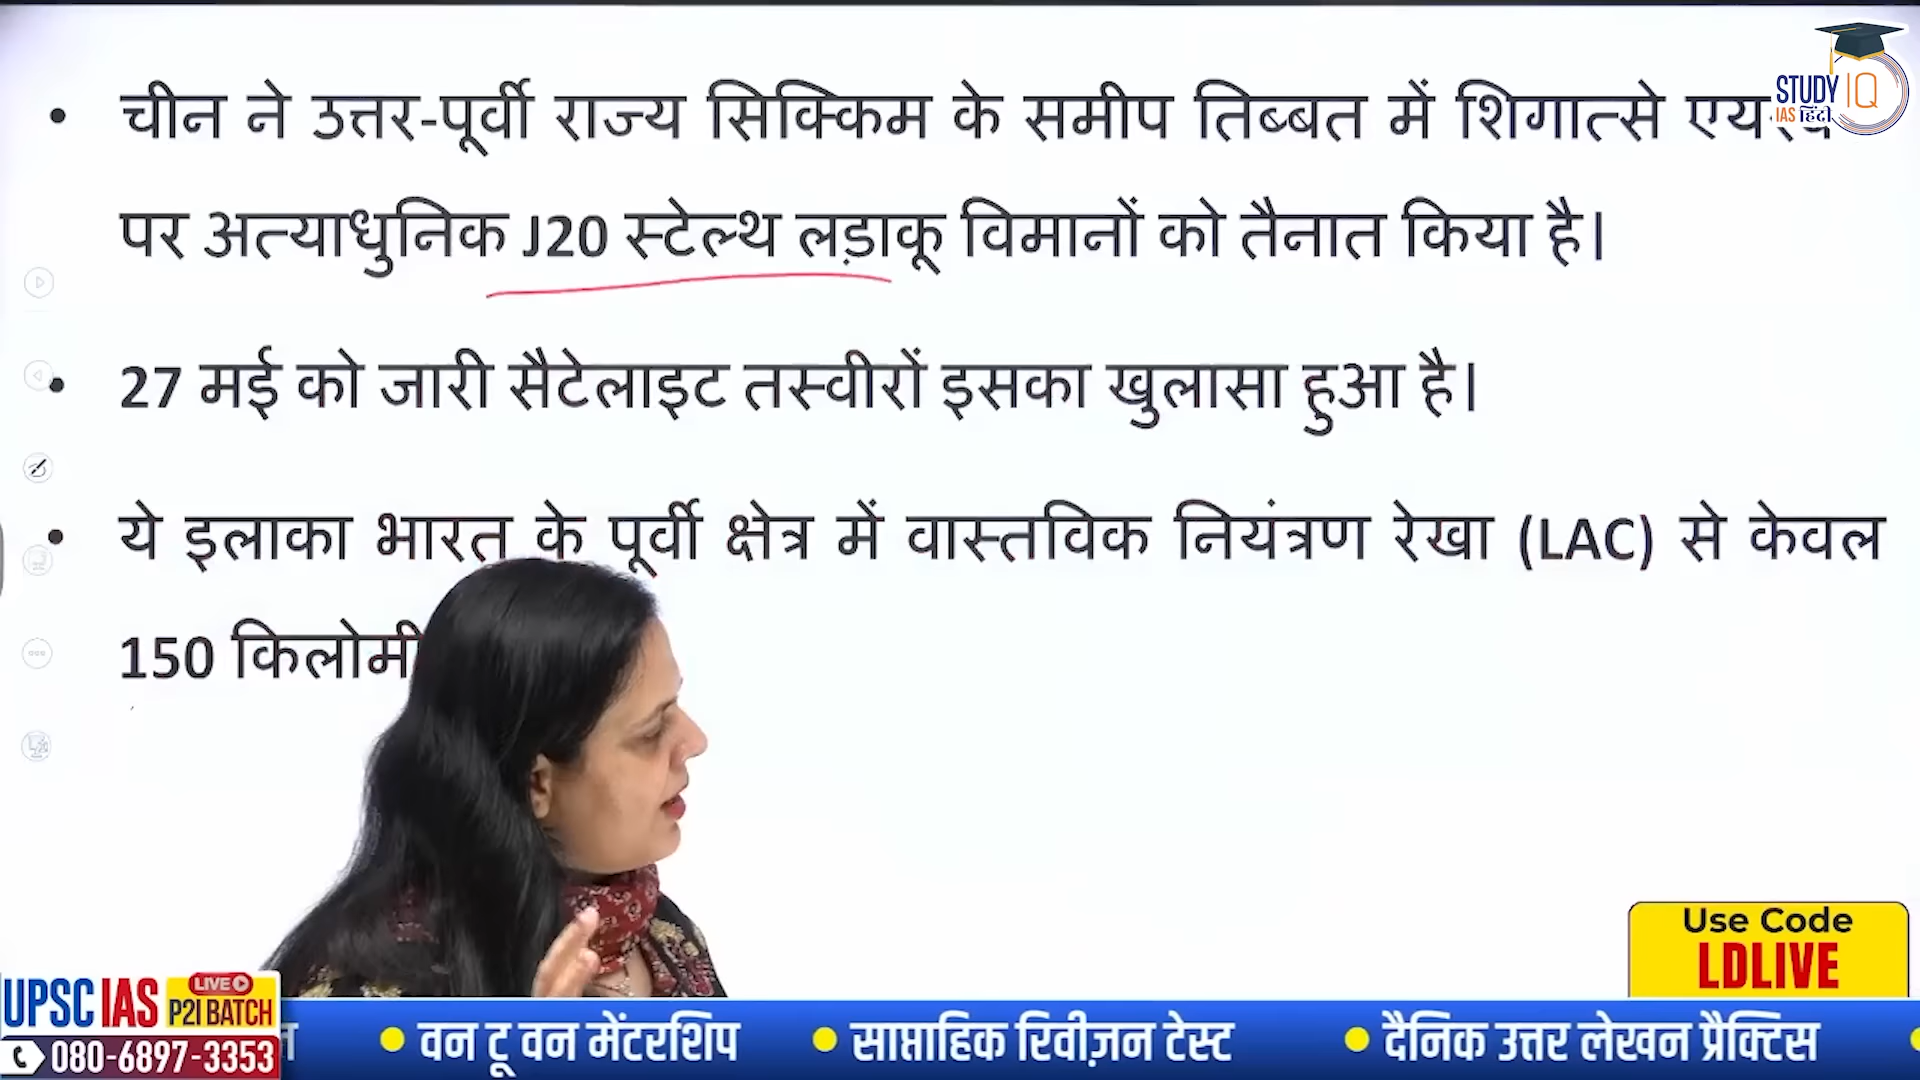 • चीन ने उत्तर-पूर्वी राज्य सिक्किम के समीप तिब्बत में शिगात्से
पर अत्याधुनिक J20 स्टेल्थ लड़ाकू विमानों को तैनात किया है।
• 27 मई को जारी सैटेलाइट तस्वीरों इसका खुलासा हुआ है।
• ये इलाका भारत के पूर्वी क्षेत्र में वास्तविक नियंत्रण रेखा (LAC) से केवल
150
STUDY IQ
IAS हिंदी
Use Code
LDLIVE
UPSC IAS
LIVE
P2I BATCH
080-6897-3353
• वन टू वन मेंटरशिप • साप्ताहिक रिवीज़न टेस्ट • दैनिक उत्तर लेखन प्रैक्टिस